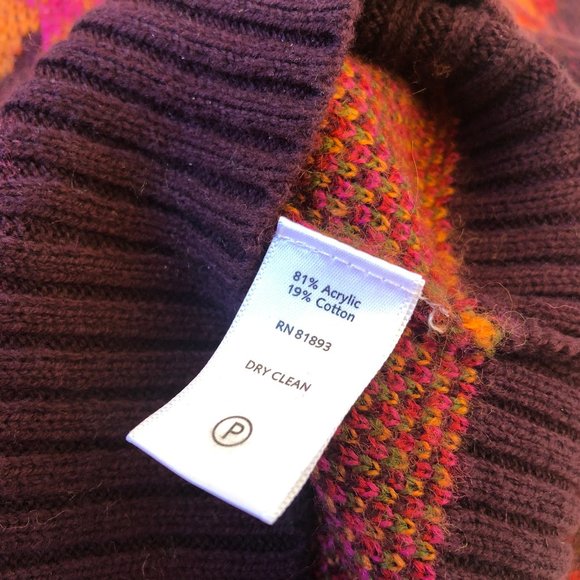 81% Acrylic
19% Cotton
RN 81893
DRY CLEAN
P